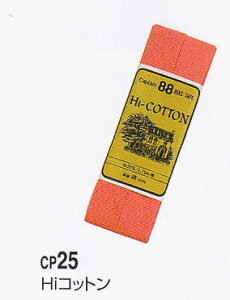 Captain 88 BIAS TAPE
Hi-COTTON
CP25
Hiコットン